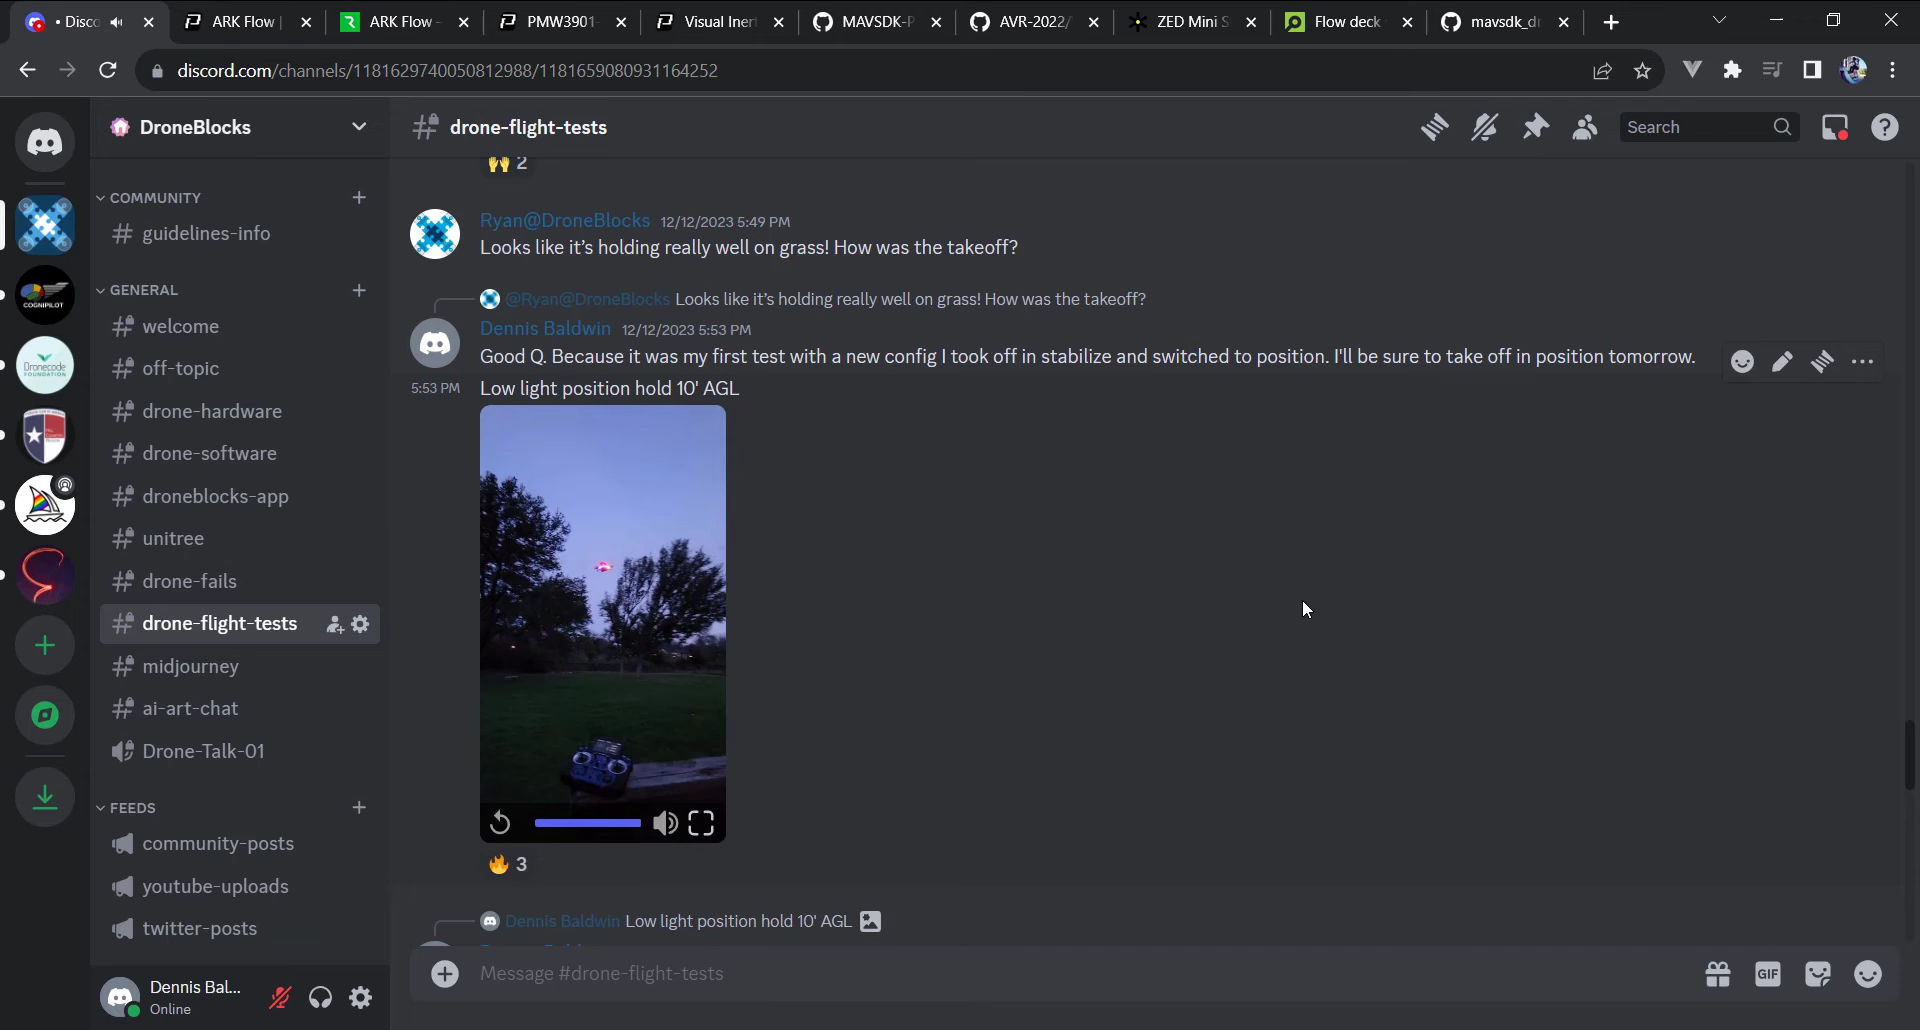 Disco
ARK Flow |
ARK Flow -
PMW3901
Visual Inert
MAVSDK-P
AVR-2022/
ZED Mini S
Flow deck
mavsdk_dr
discord.com/channels/1181629740050812988/1181659080931164252
DroneBlocks
drone-flight-tests
Search
COMMUNITY
guidelines-info
GENERAL
welcome
off-topic
drone-hardware
drone-software
droneblocks-app
unitree
drone-fails
drone-flight-tests
midjourney
ai-art-chat
Drone-Talk-01
FEEDS
community-posts
youtube-uploads
twitter-posts
Dennis Bal...
Online
COGNIPILOT
Dronecode
FOUNDATION
2
Ryan@DroneBlocks 12/12/2023 5:49 PM
Looks like it’s holding really well on grass! How was the takeoff?
@Ryan@DroneBlocks Looks like it’s holding really well on grass! How was the takeoff?
Dennis Baldwin 12/12/2023 5:53 PM
Good Q. Because it was my first test with a new config I took off in stabilize and switched to position. I'll be sure to take off in position tomorrow.
5:53 PM Low light position hold 10' AGL
3
Dennis Baldwin Low light position hold 10' AGL
Message #drone-flight-tests
GIF